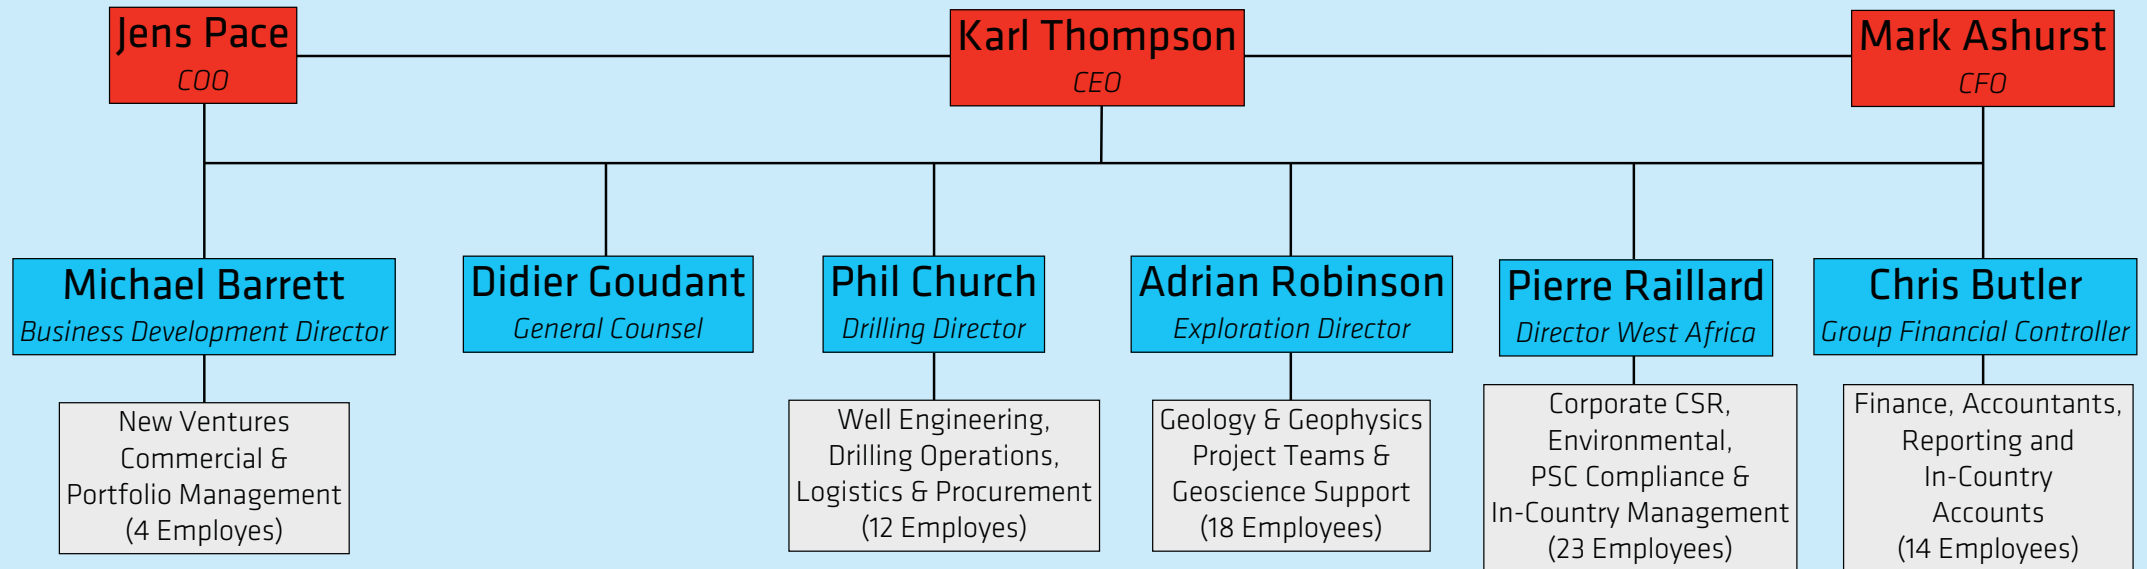 Jens Pace
COO
Karl Thompson
CEO
Mark Ashurst
CFO
Michael Barrett
Business Development Director
Didier Goudant
General Counsel
Phil Church
Drilling Director
Adrian Robinson
Exploration Director
Pierre Raillard
Director West Africa
Chris Butler
Group Financial Controller
New Ventures
Commercial &
Portfolio Management
(4 Employes)
Well Engineering,
Drilling Operations,
Logistics & Procurement
(12 Employes)
Geology & Geophysics
Project Teams &
Geoscience Support
(18 Employees)
Corporate CSR,
Environmental,
PSC Compliance &
In-Country Management
(23 Employees)
Finance, Accountants,
Reporting and
In-Country
Accounts
(14 Employees)